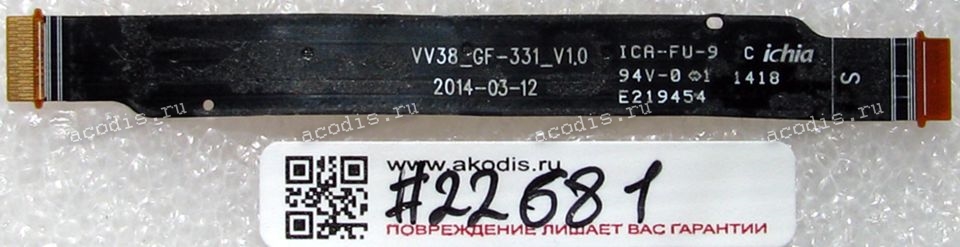 VV38_GF-331_V1.0
2014-03-12
ICA-FU-9
94V-0 1
E219454
C ichia
1418
S
acodis.ru
acodis.ru
acodis.ru
acodis.ru
www.akodis.ru
#22681
ПОВРЕЖДЕНИЕ ЛИШАЕТ ВАС ГАРАНТИИ